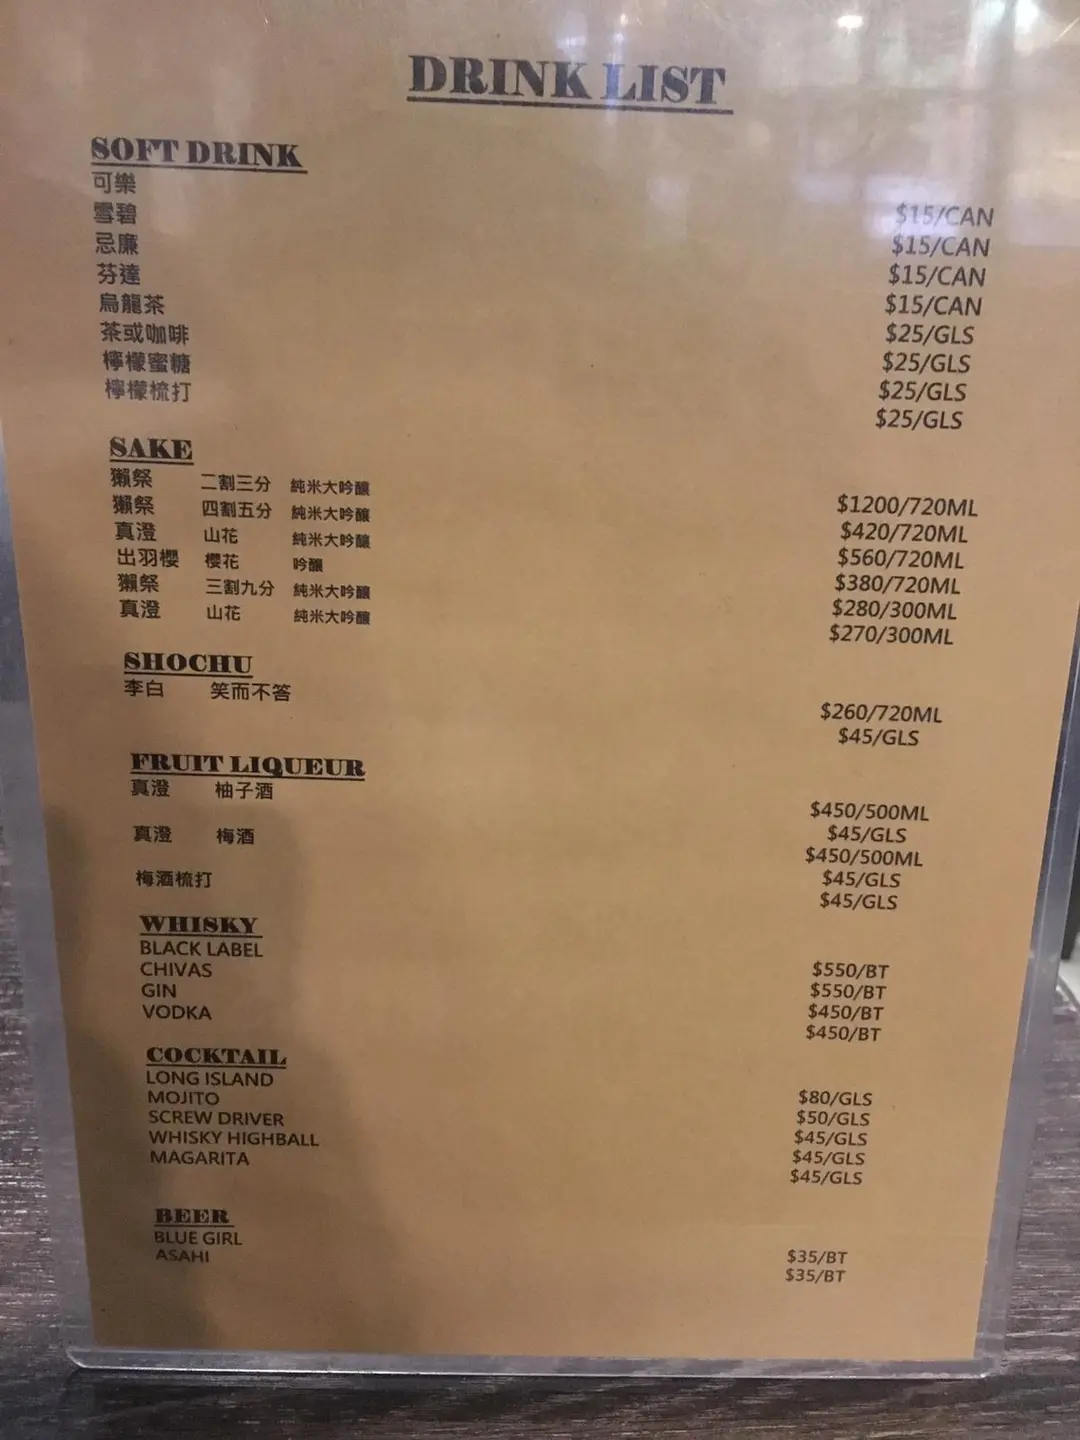 DRINK LIST
SOFT DRINK
可樂 $15/CAN
雪碧 $15/CAN
忌廉 $15/CAN
芬達 $15/CAN
烏龍茶 $25/GLS
茶或咖啡 $25/GLS
檸檬蜜糖 $25/GLS
檸檬梳打 $25/GLS
SAKE
獺祭 二割三分 純米大吟釀 $1200/720ML
獺祭 四割五分 純米大吟釀 $420/720ML
真澄 山花 純米大吟釀 $560/720ML
出羽櫻 櫻花 吟釀 $380/720ML
獺祭 三割九分 純米大吟釀 $280/300ML
真澄 山花 純米大吟釀 $270/300ML
SHOCHU
李白 笑而不答 $260/720ML
$45/GLS
FRUIT LIQUEUR
真澄 柚子酒 $450/500ML
$45/GLS
真澄 梅酒 $450/500ML
$45/GLS
梅酒梳打 $45/GLS
WHISKY
BLACK LABEL $550/BT
CHIVAS $550/BT
GIN $450/BT
VODKA $450/BT
COCKTAIL
LONG ISLAND $80/GLS
MOJITO $50/GLS
SCREW DRIVER $45/GLS
WHISKY HIGHBALL $45/GLS
MAGARITA $45/GLS
BEER
BLUE GIRL $35/BT
ASAHI $35/BT